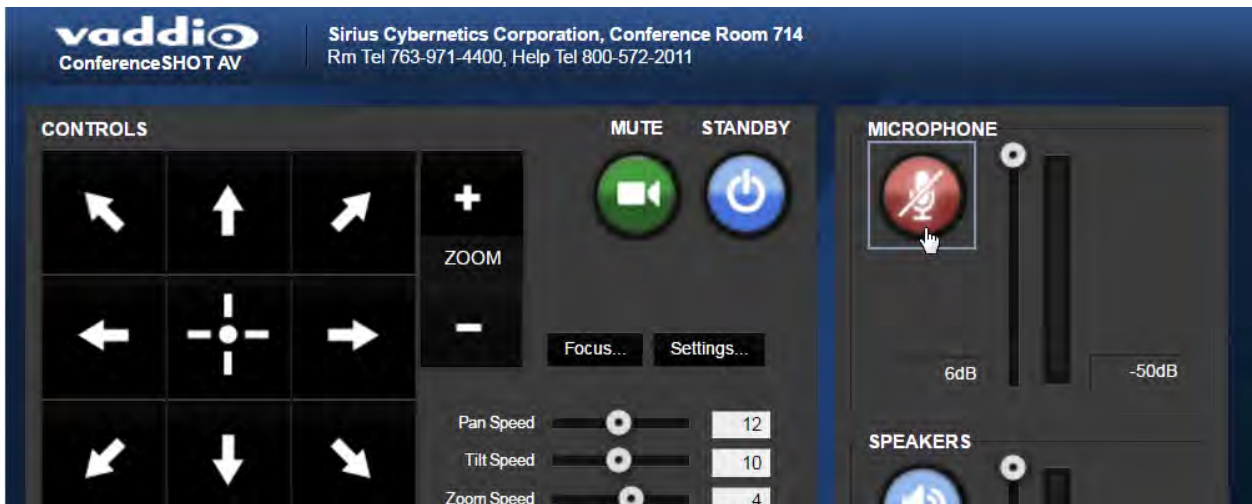 vaddio
ConferenceSHOT AV
Sirius Cybernetics Corporation, Conference Room 714
Rm Tel 763-971-4400, Help Tel 800-572-2011
CONTROLS
MUTE STANDBY
+
ZOOM
-
Focus... Settings...
Pan Speed 12
Tilt Speed 10
Zoom Speed 4
MICROPHONE
6dB -50dB
SPEAKERS